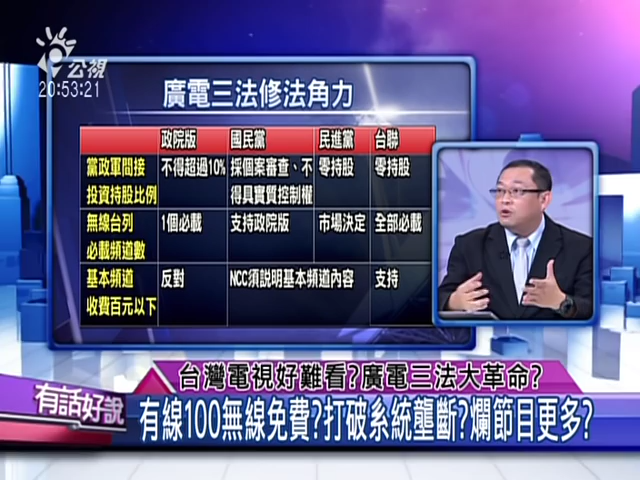 公視
20:53:21
廣電三法修法角力
政院版 國民黨 民進黨 台聯
黨政軍間接投資持股比例 不得超過10% 採個案審查、不得具實質控制權 零持股 零持股
無線台列必載頻道數 1個必載 支持政院版 市場決定 全部必載
基本頻道收費百元以下 反對 NCC須說明基本頻道內容 支持
台灣電視好難看?廣電三法大革命?
有話好說
有線100無線免費?打破系統壟斷?爛節目更多?